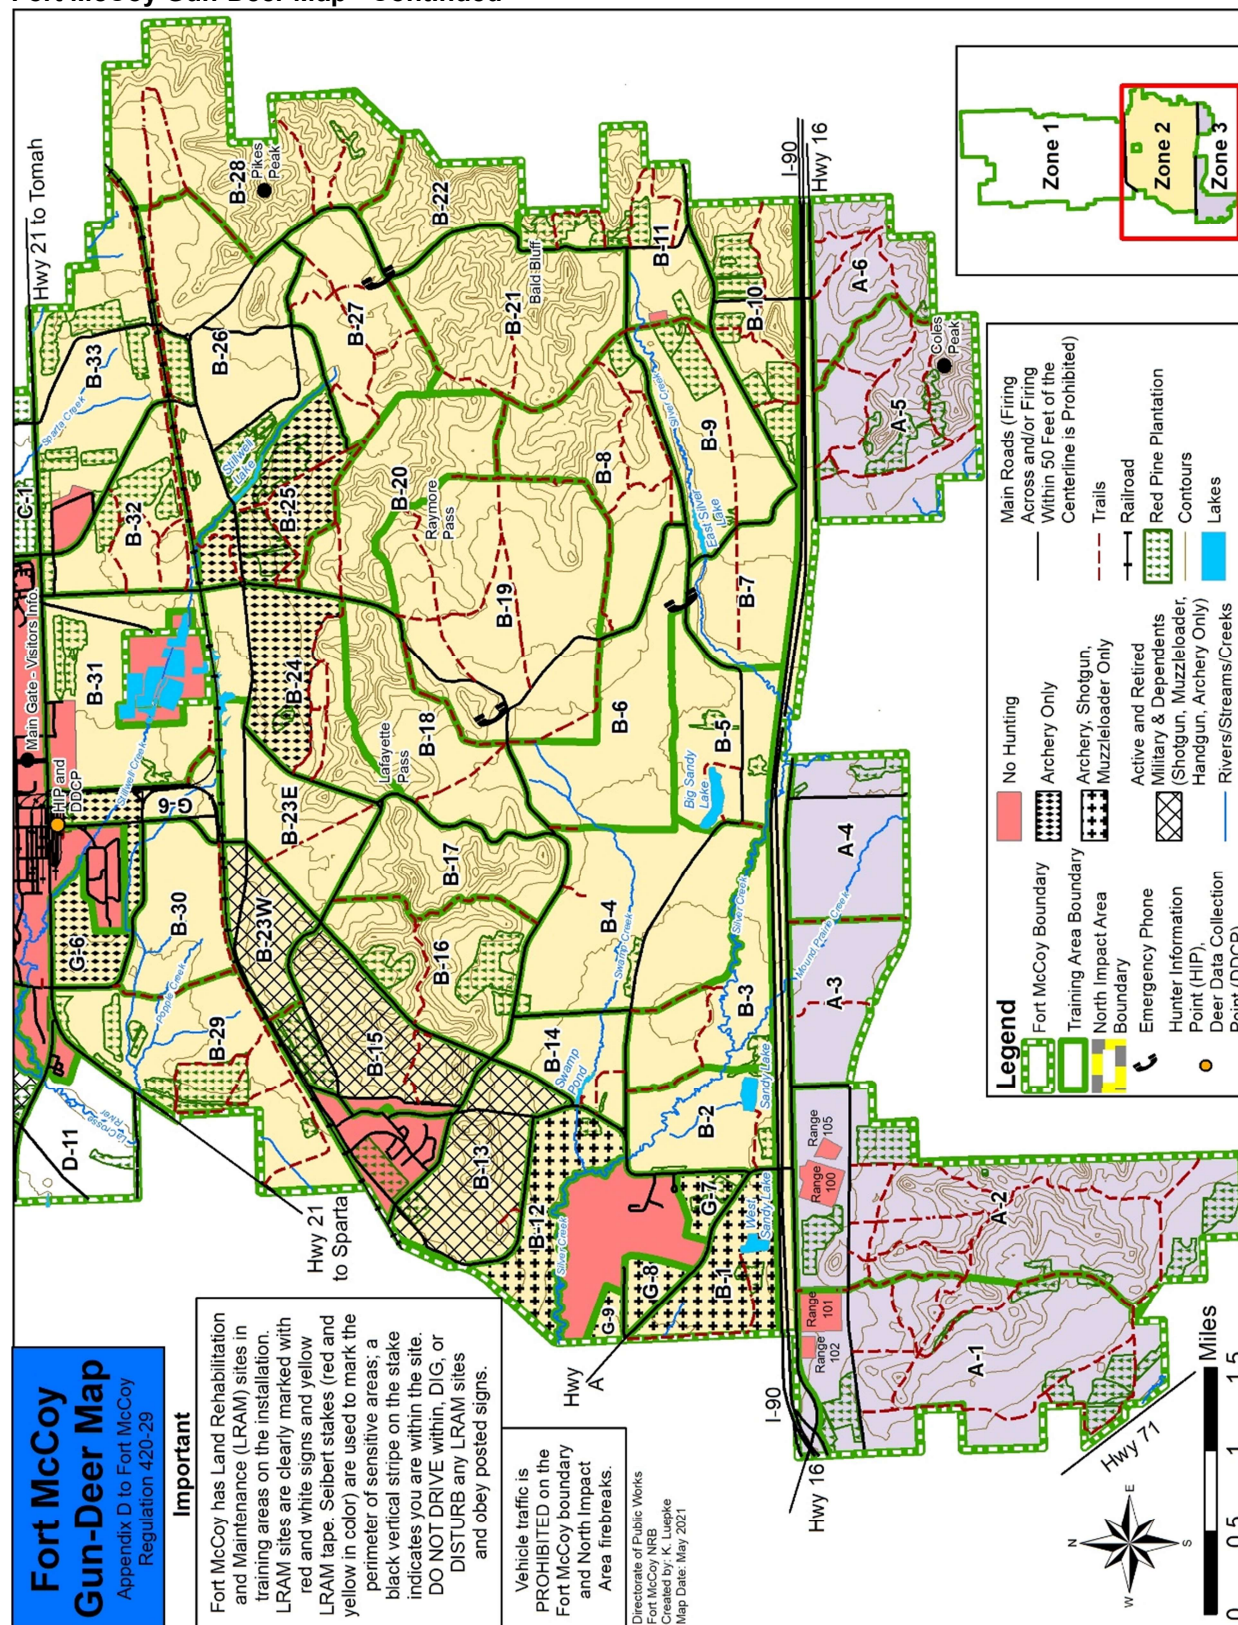 Fort McCoy
Gun-Deer Map
Appendix D to Fort McCoy
Regulation 420-29
Important
Fort McCoy has Land Rehabilitation
and Maintenance (LRAM) sites in
training areas on the installation.
LRAM sites are clearly marked with
red and white signs and yellow
LRAM tape. Seibert stakes (red and
yellow in color) are used to mark the
perimeter of sensitive areas; a
black vertical stripe on the stake
indicates you are within the site.
DO NOT DRIVE within, DIG, or
DISTURB any LRAM sites
and obey posted signs.
Vehicle traffic is
PROHIBITED on the
Fort McCoy boundary
and North Impact
Area firebreaks.
Directorate of Public Works
Fort McCoy NRB
Created by: K. Luepke
Map Date: May 2021
Hwy 21 to Tomah
Main Gate - Visitors Info.
HIP and
DDCP
C-1
B-33
Sparta Creek
B-32
B-31
Stillwell Creek
G-6
G-6
B-30
Popple Creek
B-29
D-11
LaCrosse
River
Hwy 21
to Sparta
B-28
Pikes
Peak
B-26
B-27
B-22
Stillwell
Lake
B-25
B-24
B-23E
B-23W
B-21
Bald Bluff
B-20
Raymore
Pass
B-19
Lafayette
Pass
B-18
B-17
B-16
B-15
B-14
Swamp
Pond
Swamp Creek
B-13
B-12
Silver Creek
B-11
B-10
B-9
Silver Creek
East Silver
Lake
B-8
B-7
B-6
B-5
Big Sandy
Lake
B-4
B-3
Silver Creek
B-2
Sandy Lake
G-7
West
Sandy Lake
B-1
G-8
G-9
Hwy
A
I-90
Hwy 16
I-90
Hwy 16
A-6
Coles
Peak
A-5
A-4
Mound Prairie Creek
A-3
Range
105
Range
100
Range
101
Range
102
A-2
A-1
Hwy 71
Zone 1
Zone 2
Zone 3
Legend
Fort McCoy Boundary
Training Area Boundary
North Impact Area
Boundary
Emergency Phone
Hunter Information
Point (HIP),
Deer Data Collection
Point (DDCP)
No Hunting
Archery Only
Archery, Shotgun,
Muzzleloader Only
Active and Retired
Military & Dependents
(Shotgun, Muzzleloader,
Handgun, Archery Only)
Rivers/Streams/Creeks
Main Roads (Firing
Across and/or Firing
Within 50 Feet of the
Centerline is Prohibited)
Trails
Railroad
Red Pine Plantation
Contours
Lakes
N
E
S
W
0
0.5
1
1.5
Miles